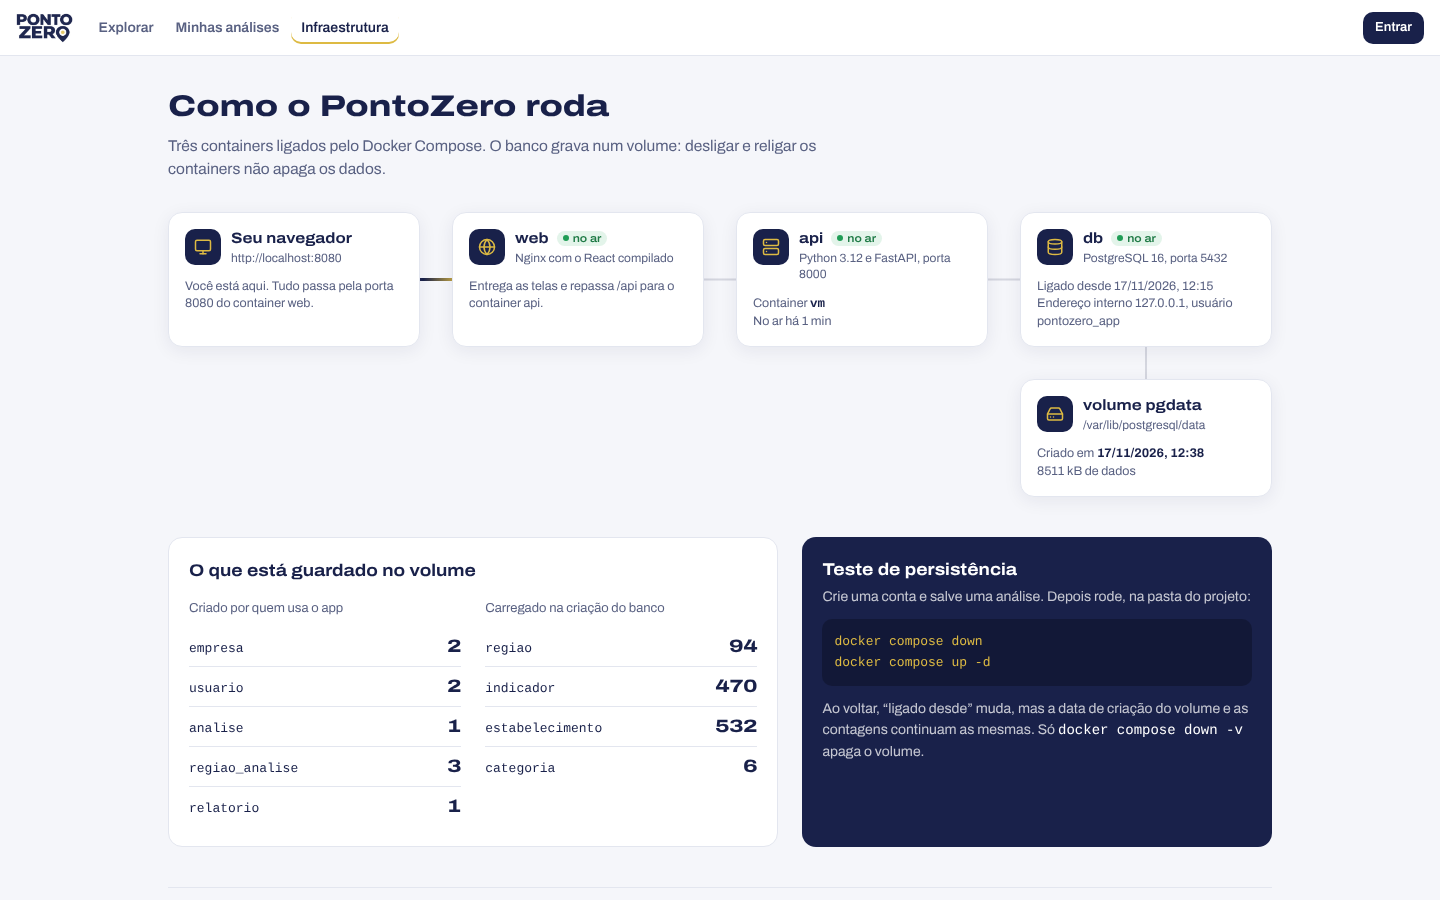 PONTO
ZERO
Explorar
Minhas análises
Infraestrutura
Entrar
Como o PontoZero roda
Três containers ligados pelo Docker Compose. O banco grava num volume: desligar e religar os
containers não apaga os dados.
Seu navegador
http://localhost:8080
Você está aqui. Tudo passa pela porta
8080 do container web.
web
no ar
Nginx com o React compilado
Entrega as telas e repassa /api para o
container api.
api
no ar
Python 3.12 e FastAPI, porta
8000
Container vm
No ar há 1 min
db
no ar
PostgreSQL 16, porta 5432
Ligado desde 17/11/2026, 12:15
Endereço interno 127.0.0.1, usuário
pontozero_app
volume pgdata
/var/lib/postgresql/data
Criado em 17/11/2026, 12:38
8511 kB de dados
O que está guardado no volume
Criado por quem usa o app
empresa 2
usuario 2
analise 1
regiao_analise 3
relatorio 1
Carregado na criação do banco
regiao 94
indicador 470
estabelecimento 532
categoria 6
Teste de persistência
Crie uma conta e salve uma análise. Depois rode, na pasta do projeto:
docker compose down
docker compose up -d
Ao voltar, “ligado desde” muda, mas a data de criação do volume e as
contagens continuam as mesmas. Só docker compose down -v
apaga o volume.